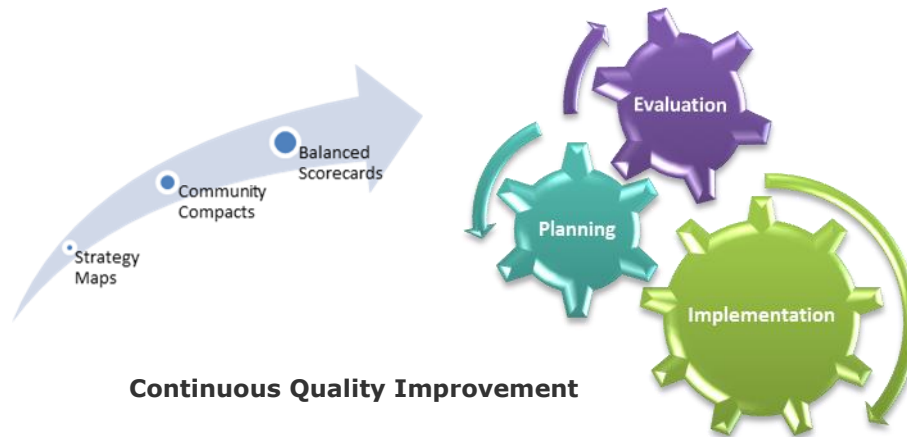 Evaluation
Balanced
Scorecards
Community
Compacts
Planning
Strategy
Maps
Implementation
Continuous Quality Improvement